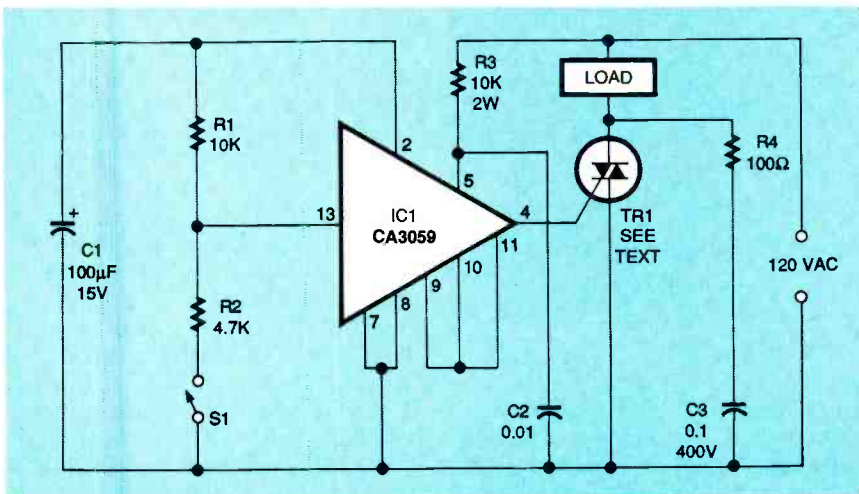 R1
10K
C1
100µF
15V
R2
4.7K
S1
13
2
IC1
CA3059
5
4
11
10
9
8
7
R3
10K
2W
LOAD
TR1
SEE
TEXT
R4
100Ω
120 VAC
C2
0.01
C3
0.1
400V